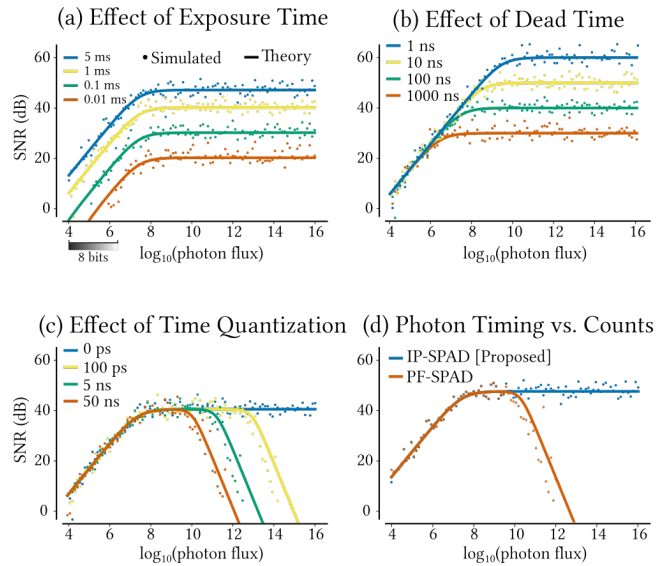 (a) Effect of Exposure Time
60
40
20
0
SNR (dB)
5 ms
1 ms
0.1 ms
0.01 ms
Simulated
Theory
4 6 8 10 12 14 16
8 bits
log10(photon flux)
(b) Effect of Dead Time
60
40
20
0
1 ns
10 ns
100 ns
1000 ns
4 6 8 10 12 14 16
log10(photon flux)
(c) Effect of Time Quantization
60
40
20
0
SNR (dB)
0 ps
100 ps
5 ns
50 ns
4 6 8 10 12 14 16
log10(photon flux)
(d) Photon Timing vs. Counts
60
40
20
0
IP-SPAD [Proposed]
PF-SPAD
4 6 8 10 12 14 16
log10(photon flux)